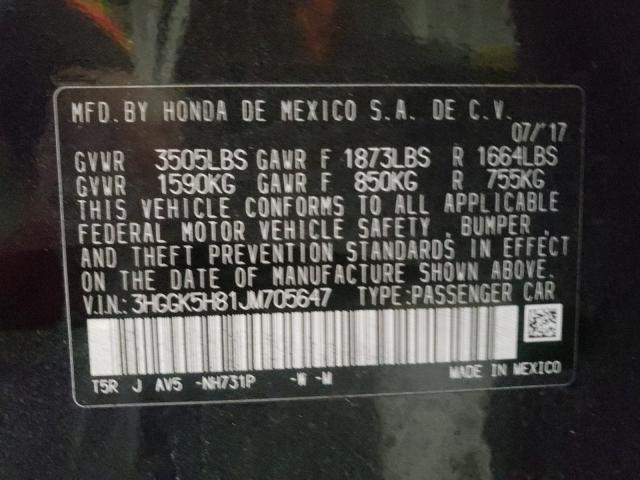 MFD. BY HONDA DE MEXICO S.A. DE C.V.
07/'17
GVWR 3505LBS GAWR F 1873LBS R 1664LBS
GVWR 1590KG GAWR F 850KG R 755KG
THIS VEHICLE CONFORMS TO ALL APPLICABLE
FEDERAL MOTOR VEHICLE SAFETY , BUMPER ,
AND THEFT PREVENTION STANDARDS IN EFFECT
ON THE DATE OF MANUFACTURE SHOWN ABOVE.
V.I.N.: 3HGGK5H81JM705647 TYPE:PASSENGER CAR
T5R J AV5 -NH731P -W -M MADE IN MEXICO